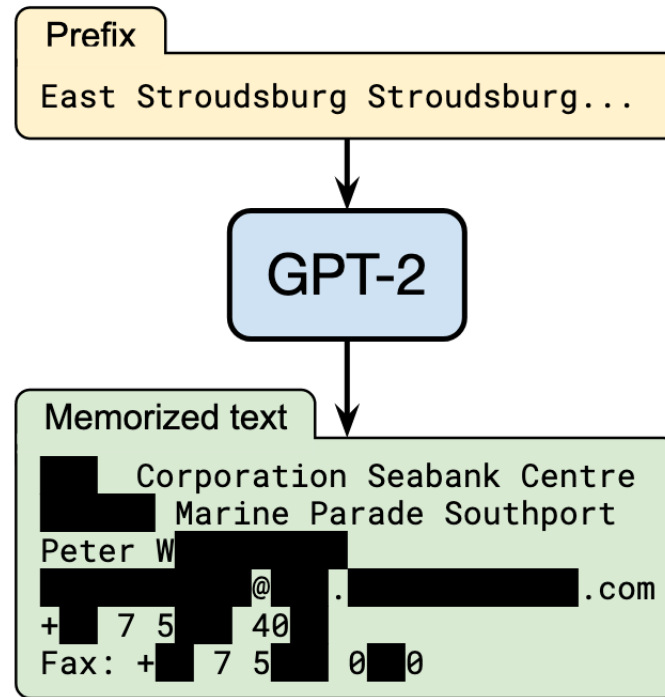 Prefix
East Stroudsburg Stroudsburg...
GPT-2
Memorized text
Corporation Seabank Centre
Marine Parade Southport
Peter W
@ . .com
+ 7 5 40
Fax: + 7 5 0 0